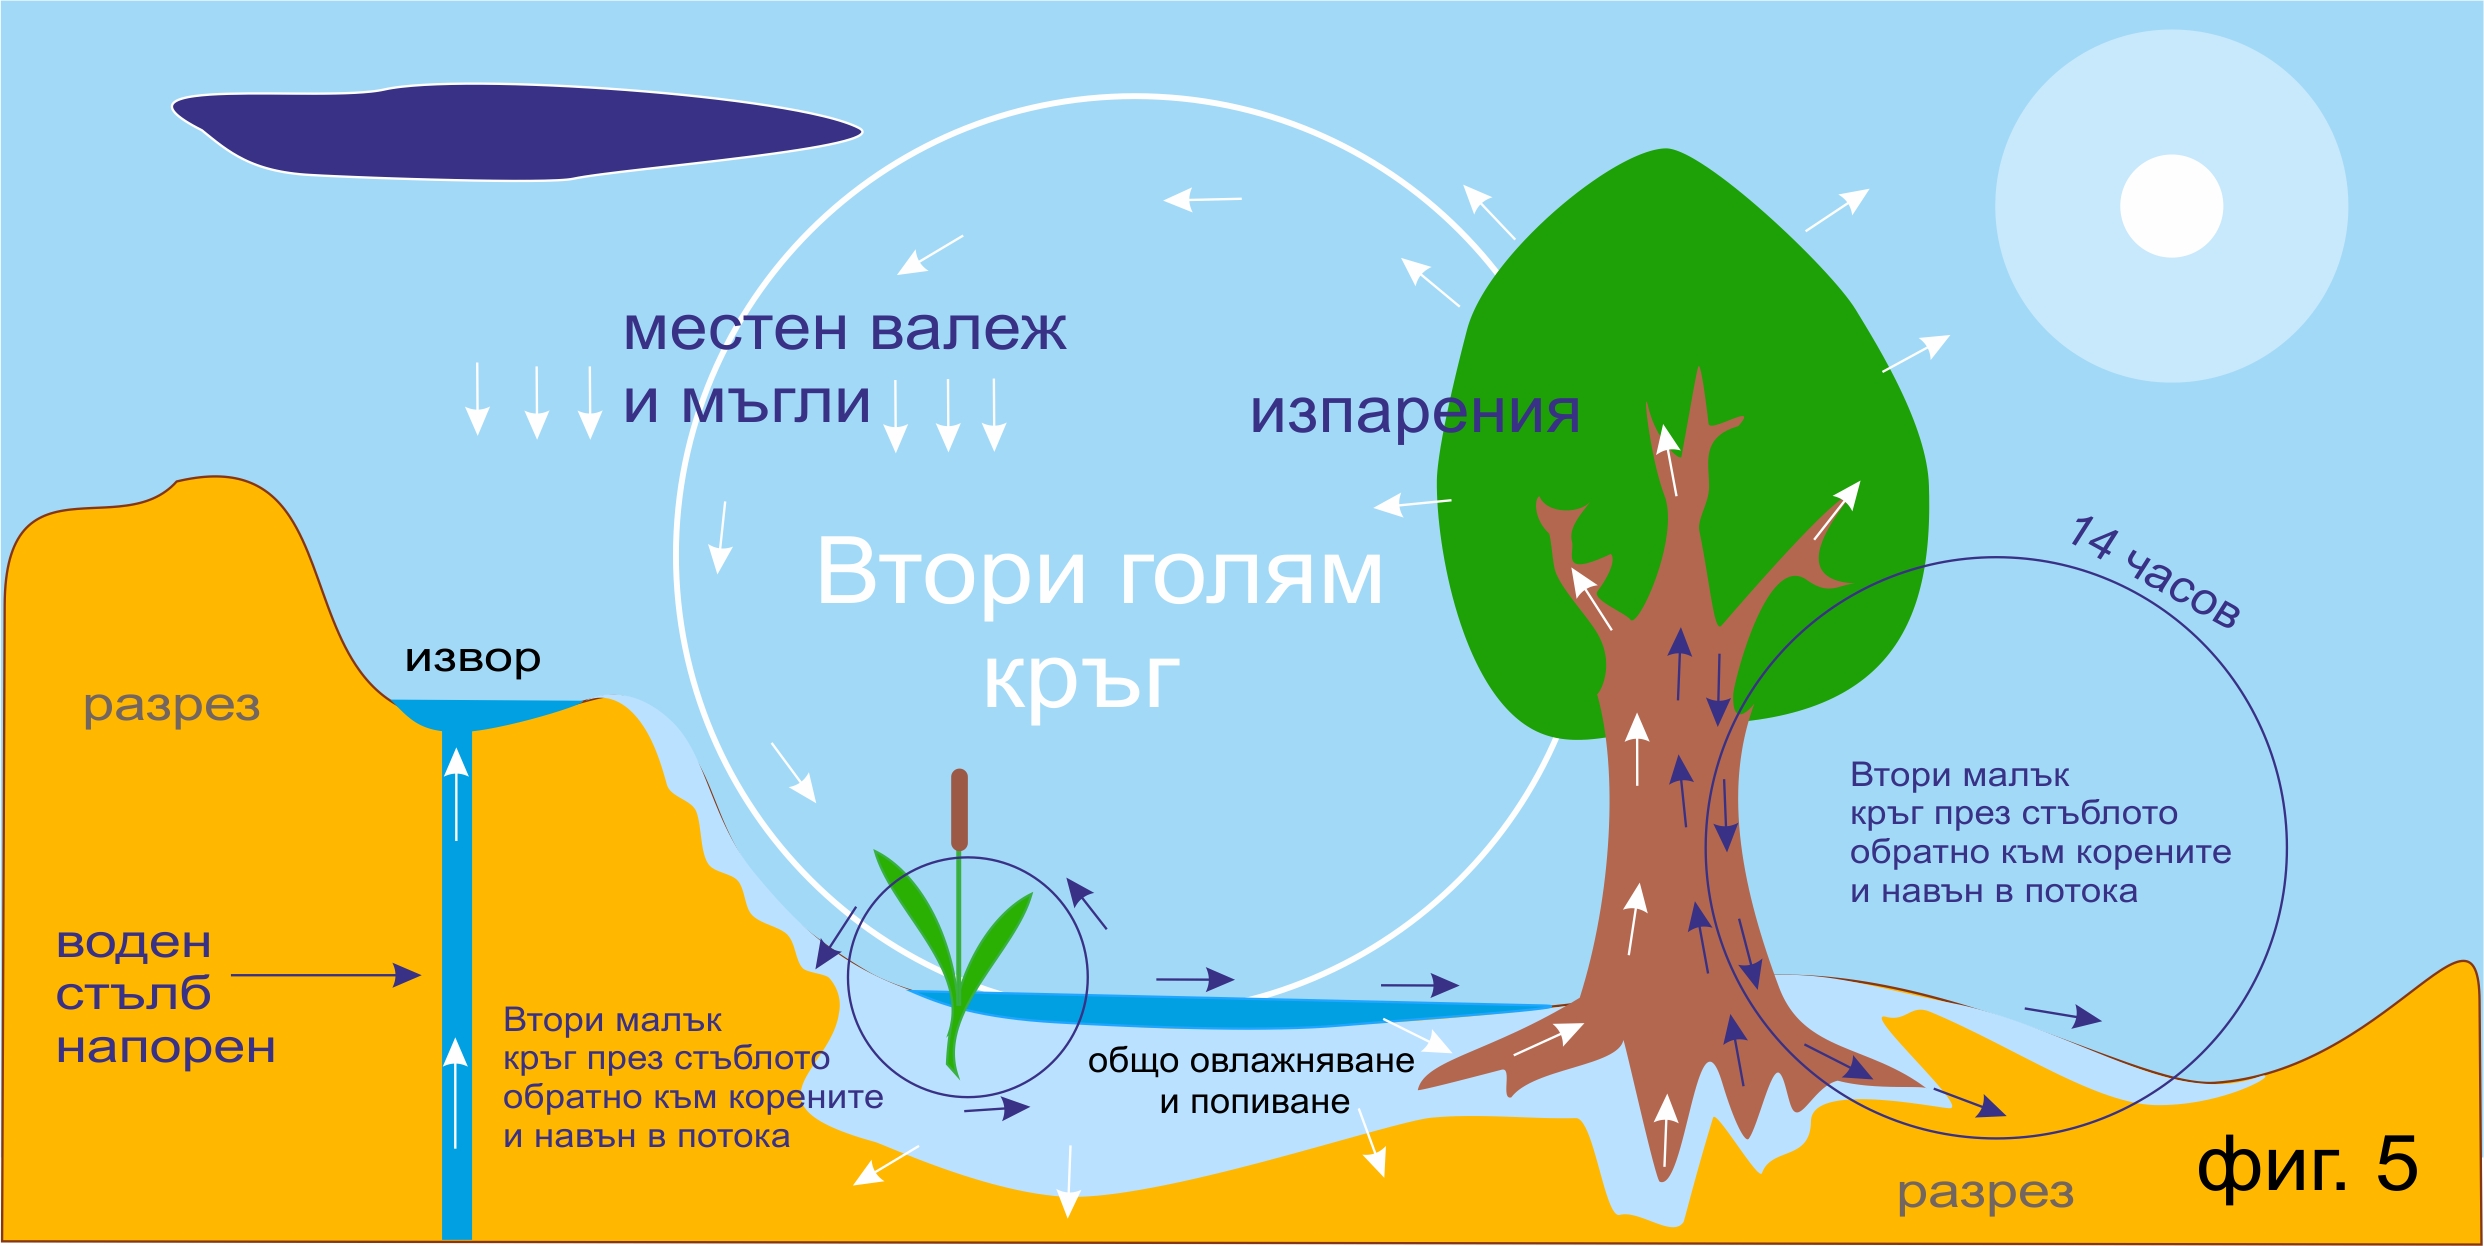 местен валеж
и мъгли
изпарения
Втори голям
кръг
14 часов
извор
разрез
Втори малък
кръг през стъблото
обратно към корените
и навън в потока
воден
стълб
напорен
Втори малък
кръг през стъблото
обратно към корените
и навън в потока
общо овлажняване
и попиване
разрез
фиг. 5